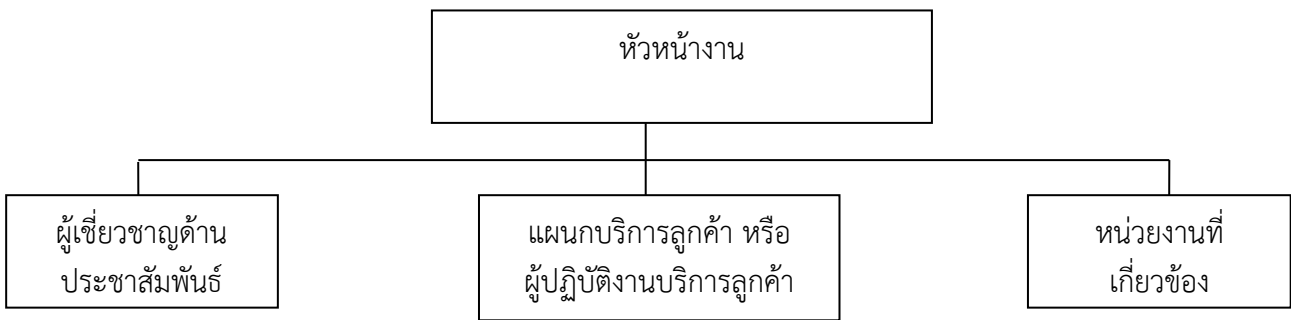 หัวหน้างาน
ผู้เชี่ยวชาญด้าน
ประชาสัมพันธ์
แผนกบริการลูกค้า หรือ
ผู้ปฏิบัติงานบริการลูกค้า
หน่วยงานที่
เกี่ยวข้อง